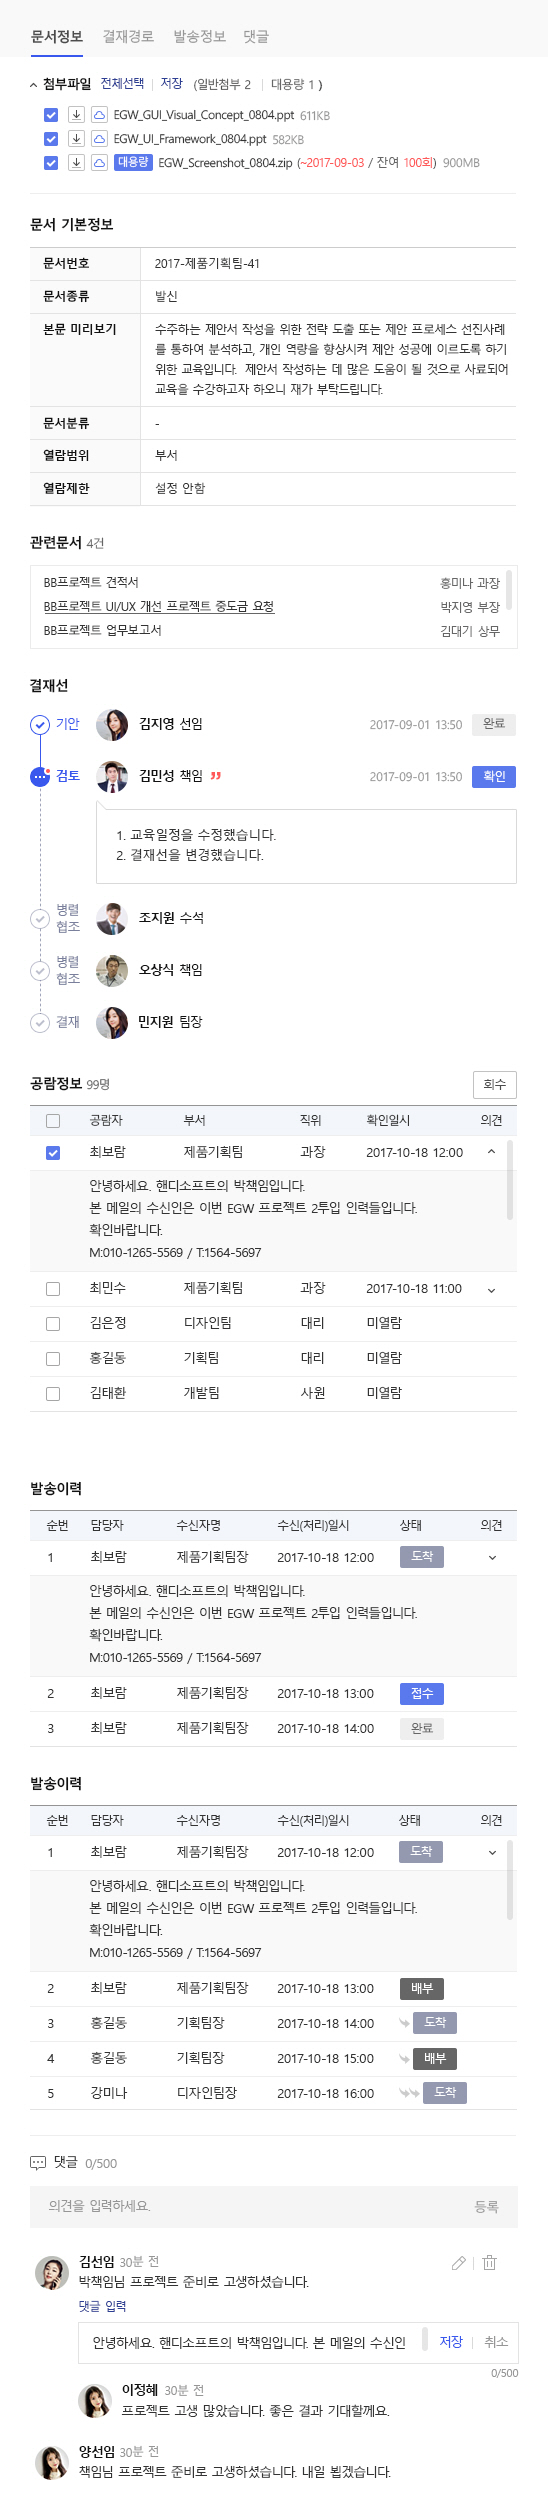 문서정보 결재경로 발송정보 댓글
첨부파일 전체선택 | 저장 (일반첨부 2 | 대용량 1 )
EGW_GUI_Visual_Concept_0804.ppt 611KB
EGW_UI_Framework_0804.ppt 582KB
대용량 EGW_Screenshot_0804.zip (~2017-09-03 / 잔여 100회) 900MB
문서 기본정보
문서번호 2017-제품기획팀-41
문서종류 발신
본문 미리보기 수주하는 제안서 작성을 위한 전략 도출 또는 제안 프로세스 선진사례
를 통하여 분석하고, 개인 역량을 향상시켜 제안 성공에 이르도록 하기
위한 교육입니다. 제안서 작성하는 데 많은 도움이 될 것으로 사료되어
교육을 수강하고자 하오니 재가 부탁드립니다.
문서분류 -
열람범위 부서
열람제한 설정 안함
관련문서 4건
BB프로젝트 견적서 홍미나 과장
BB프로젝트 UI/UX 개선 프로젝트 중도금 요청 박지영 부장
BB프로젝트 업무보고서 김대기 상무
결재선
기안 김지영 선임 2017-09-01 13:50 완료
검토 김민성 책임 2017-09-01 13:50 확인
1. 교육일정을 수정했습니다.
2. 결재선을 변경했습니다.
병렬
협조 조지원 수석
병렬
협조 오상식 책임
결재 민지원 팀장
공람정보 99명 회수
공람자 부서 직위 확인일시 의견
최보람 제품기획팀 과장 2017-10-18 12:00
안녕하세요. 핸디소프트의 박책임입니다.
본 메일의 수신인은 이번 EGW 프로젝트 2투입 인력들입니다.
확인바랍니다.
M:010-1265-5569 / T:1564-5697
최민수 제품기획팀 과장 2017-10-18 11:00
김은정 디자인팀 대리 미열람
홍길동 기획팀 대리 미열람
김태환 개발팀 사원 미열람
발송이력
순번 담당자 수신자명 수신(처리)일시 상태 의견
1 최보람 제품기획팀장 2017-10-18 12:00 도착
안녕하세요. 핸디소프트의 박책임입니다.
본 메일의 수신인은 이번 EGW 프로젝트 2투입 인력들입니다.
확인바랍니다.
M:010-1265-5569 / T:1564-5697
2 최보람 제품기획팀장 2017-10-18 13:00 접수
3 최보람 제품기획팀장 2017-10-18 14:00 완료
발송이력
순번 담당자 수신자명 수신(처리)일시 상태 의견
1 최보람 제품기획팀장 2017-10-18 12:00 도착
안녕하세요. 핸디소프트의 박책임입니다.
본 메일의 수신인은 이번 EGW 프로젝트 2투입 인력들입니다.
확인바랍니다.
M:010-1265-5569 / T:1564-5697
2 최보람 제품기획팀장 2017-10-18 13:00 배부
3 홍길동 기획팀장 2017-10-18 14:00 도착
4 홍길동 기획팀장 2017-10-18 15:00 배부
5 강미나 디자인팀장 2017-10-18 16:00 도착
댓글 0/500
의견을 입력하세요. 등록
김선임 30분 전
박책임님 프로젝트 준비로 고생하셨습니다.
댓글 입력
안녕하세요. 핸디소프트의 박책임입니다. 본 메일의 수신인 저장 | 취소
0/500
이정혜 30분 전
프로젝트 고생 많았습니다. 좋은 결과 기대할께요.
양선임 30분 전
책임님 프로젝트 준비로 고생하셨습니다. 내일 뵙겠습니다.